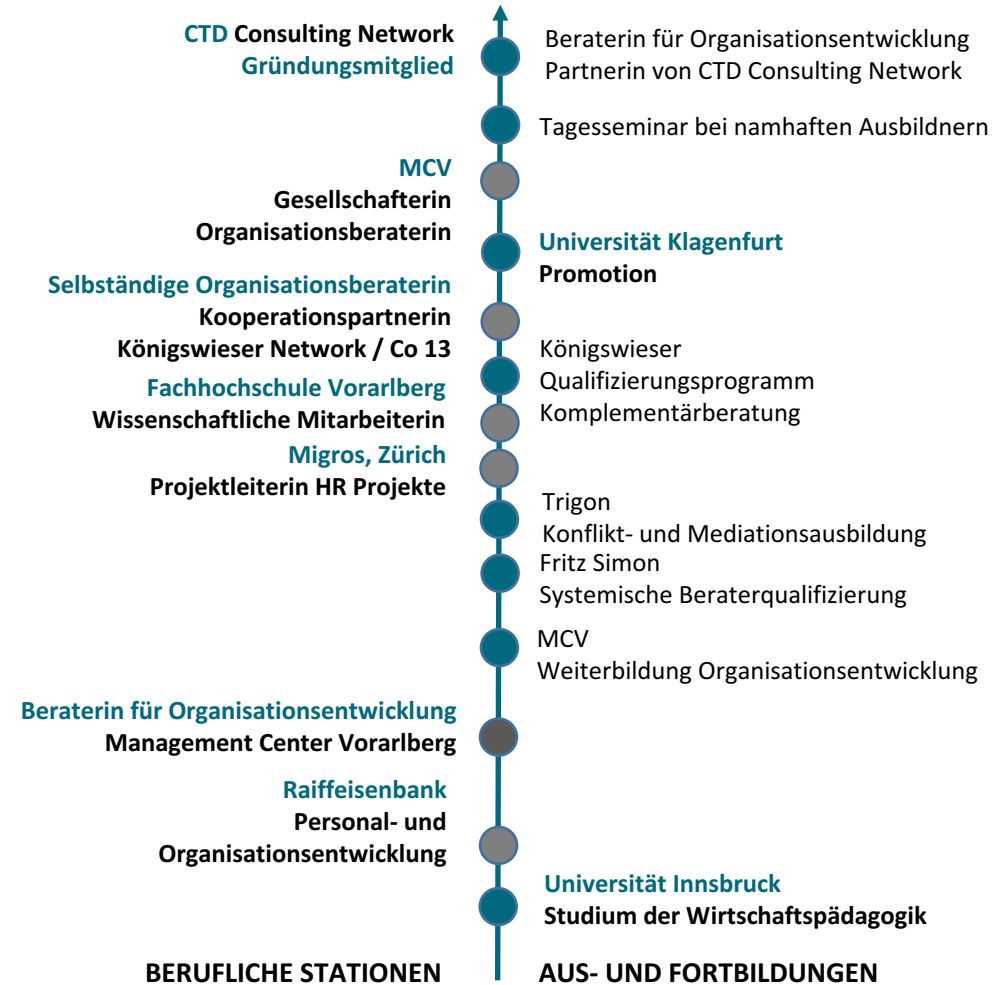 CTD Consulting Network
Gründungsmitglied
Beraterin für Organisationsentwicklung
Partnerin von CTD Consulting Network
Tagesseminar bei namhaften Ausbildnern
MCV
Gesellschafterin
Organisationsberaterin
Universität Klagenfurt
Promotion
Selbständige Organisationsberaterin
Kooperationspartnerin
Königswieser Network / Co 13
Königswieser
Qualifizierungsprogramm
Komplementärberatung
Fachhochschule Vorarlberg
Wissenschaftliche Mitarbeiterin
Migros, Zürich
Projektleiterin HR Projekte
Trigon
Konflikt- und Mediationsausbildung
Fritz Simon
Systemische Beraterqualifizierung
MCV
Weiterbildung Organisationsentwicklung
Beraterin für Organisationsentwicklung
Management Center Vorarlberg
Raiffeisenbank
Personal- und
Organisationsentwicklung
Universität Innsbruck
Studium der Wirtschaftspädagogik
BERUFLICHE STATIONEN
AUS- UND FORTBILDUNGEN